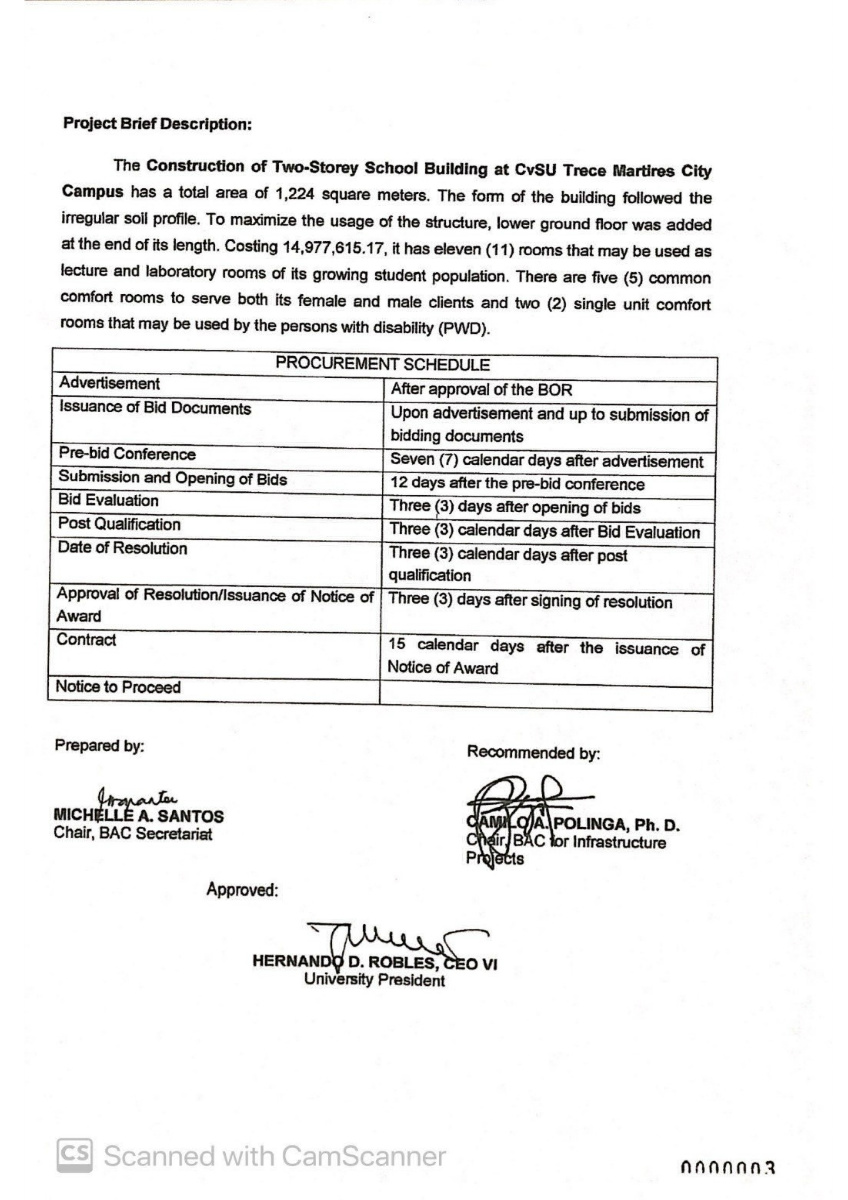 Project Brief Description:
The Construction of Two-Storey School Building at CvSU Trece Martires City
Campus has a total area of 1,224 square meters. The form of the building followed the
irregular soil profile. To maximize the usage of the structure, lower ground floor was added
at the end of its length. Costing 14,977,615.17, it has eleven (11) rooms that may be used as
lecture and laboratory rooms of its growing student population. There are five (5) common
comfort rooms to serve both its female and male clients and two (2) single unit comfort
rooms that may be used by the persons with disability (PWD).
PROCUREMENT SCHEDULE
Advertisement
After approval of the BOR
Issuance of Bid Documents
Upon advertisement and up to submission of
bidding documents
Pre-bid Conference
Seven (7) calendar days after advertisement
Submission and Opening of Bids
12 days after the pre-bid conference
Bid Evaluation
Three (3) days after opening of bids
Post Qualification
Three (3) calendar days after Bid Evaluation
Date of Resolution
Three (3) calendar days after post
qualification
Approval of Resolution/Issuance of Notice of
Award
Three (3) days after signing of resolution
Contract
15 calendar days after the issuance of
Notice of Award
Notice to Proceed
Prepared by:
Recommended by:
MICHELLE A. SANTOS
Chair, BAC Secretariat
CAMILO A. POLINGA, Ph. D.
Chair, BAC for Infrastructure
Projects
Approved:
HERNANDO D. ROBLES, CEO VI
University President
CS Scanned with CamScanner
0000003